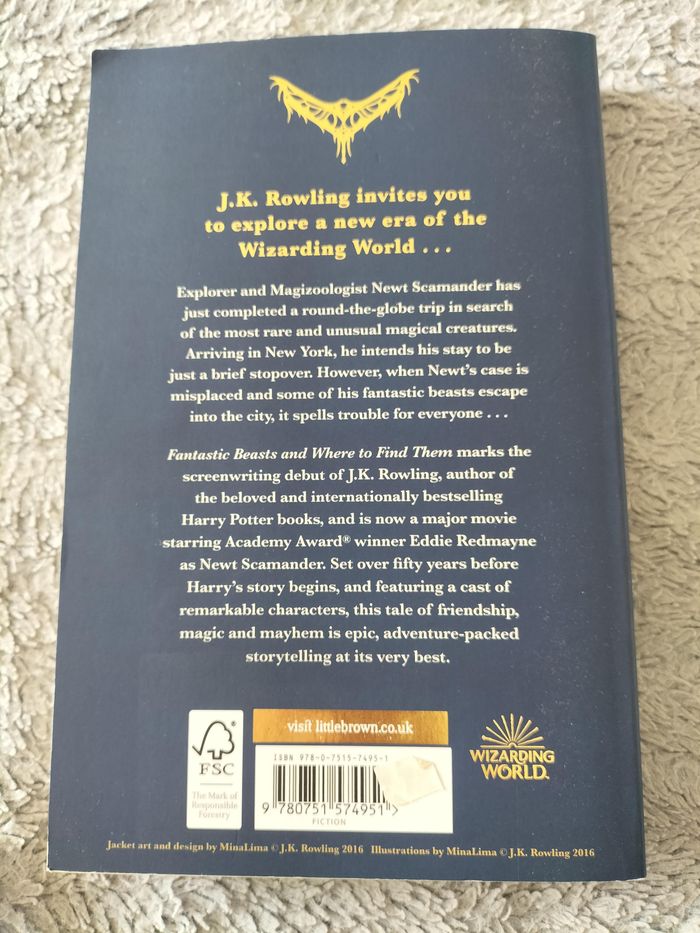 J.K. Rowling invites you
to explore a new era of the
Wizarding World . . .
Explorer and Magizoologist Newt Scamander has
just completed a round-the-globe trip in search
of the most rare and unusual magical creatures.
Arriving in New York, he intends his stay to be
just a brief stopover. However, when Newt's case is
misplaced and some of his fantastic beasts escape
into the city, it spells trouble for everyone . . .
Fantastic Beasts and Where to Find Them marks the
screenwriting debut of J.K. Rowling, author of
the beloved and internationally bestselling
Harry Potter books, and is now a major movie
starring Academy Award® winner Eddie Redmayne
as Newt Scamander. Set over fifty years before
Harry's story begins, and featuring a cast of
remarkable characters, this tale of friendship,
magic and mayhem is epic, adventure-packed
storytelling at its very best.
FSC
The Mark of
Responsible
Forestry
visit littlebrown.co.uk
ISBN 978-0-7515-7495-1
9 780751 574951 >
FICTION
WIZARDING
WORLD
Jacket art and design by MinaLima © J.K. Rowling 2016 Illustrations by MinaLima © J.K. Rowling 2016